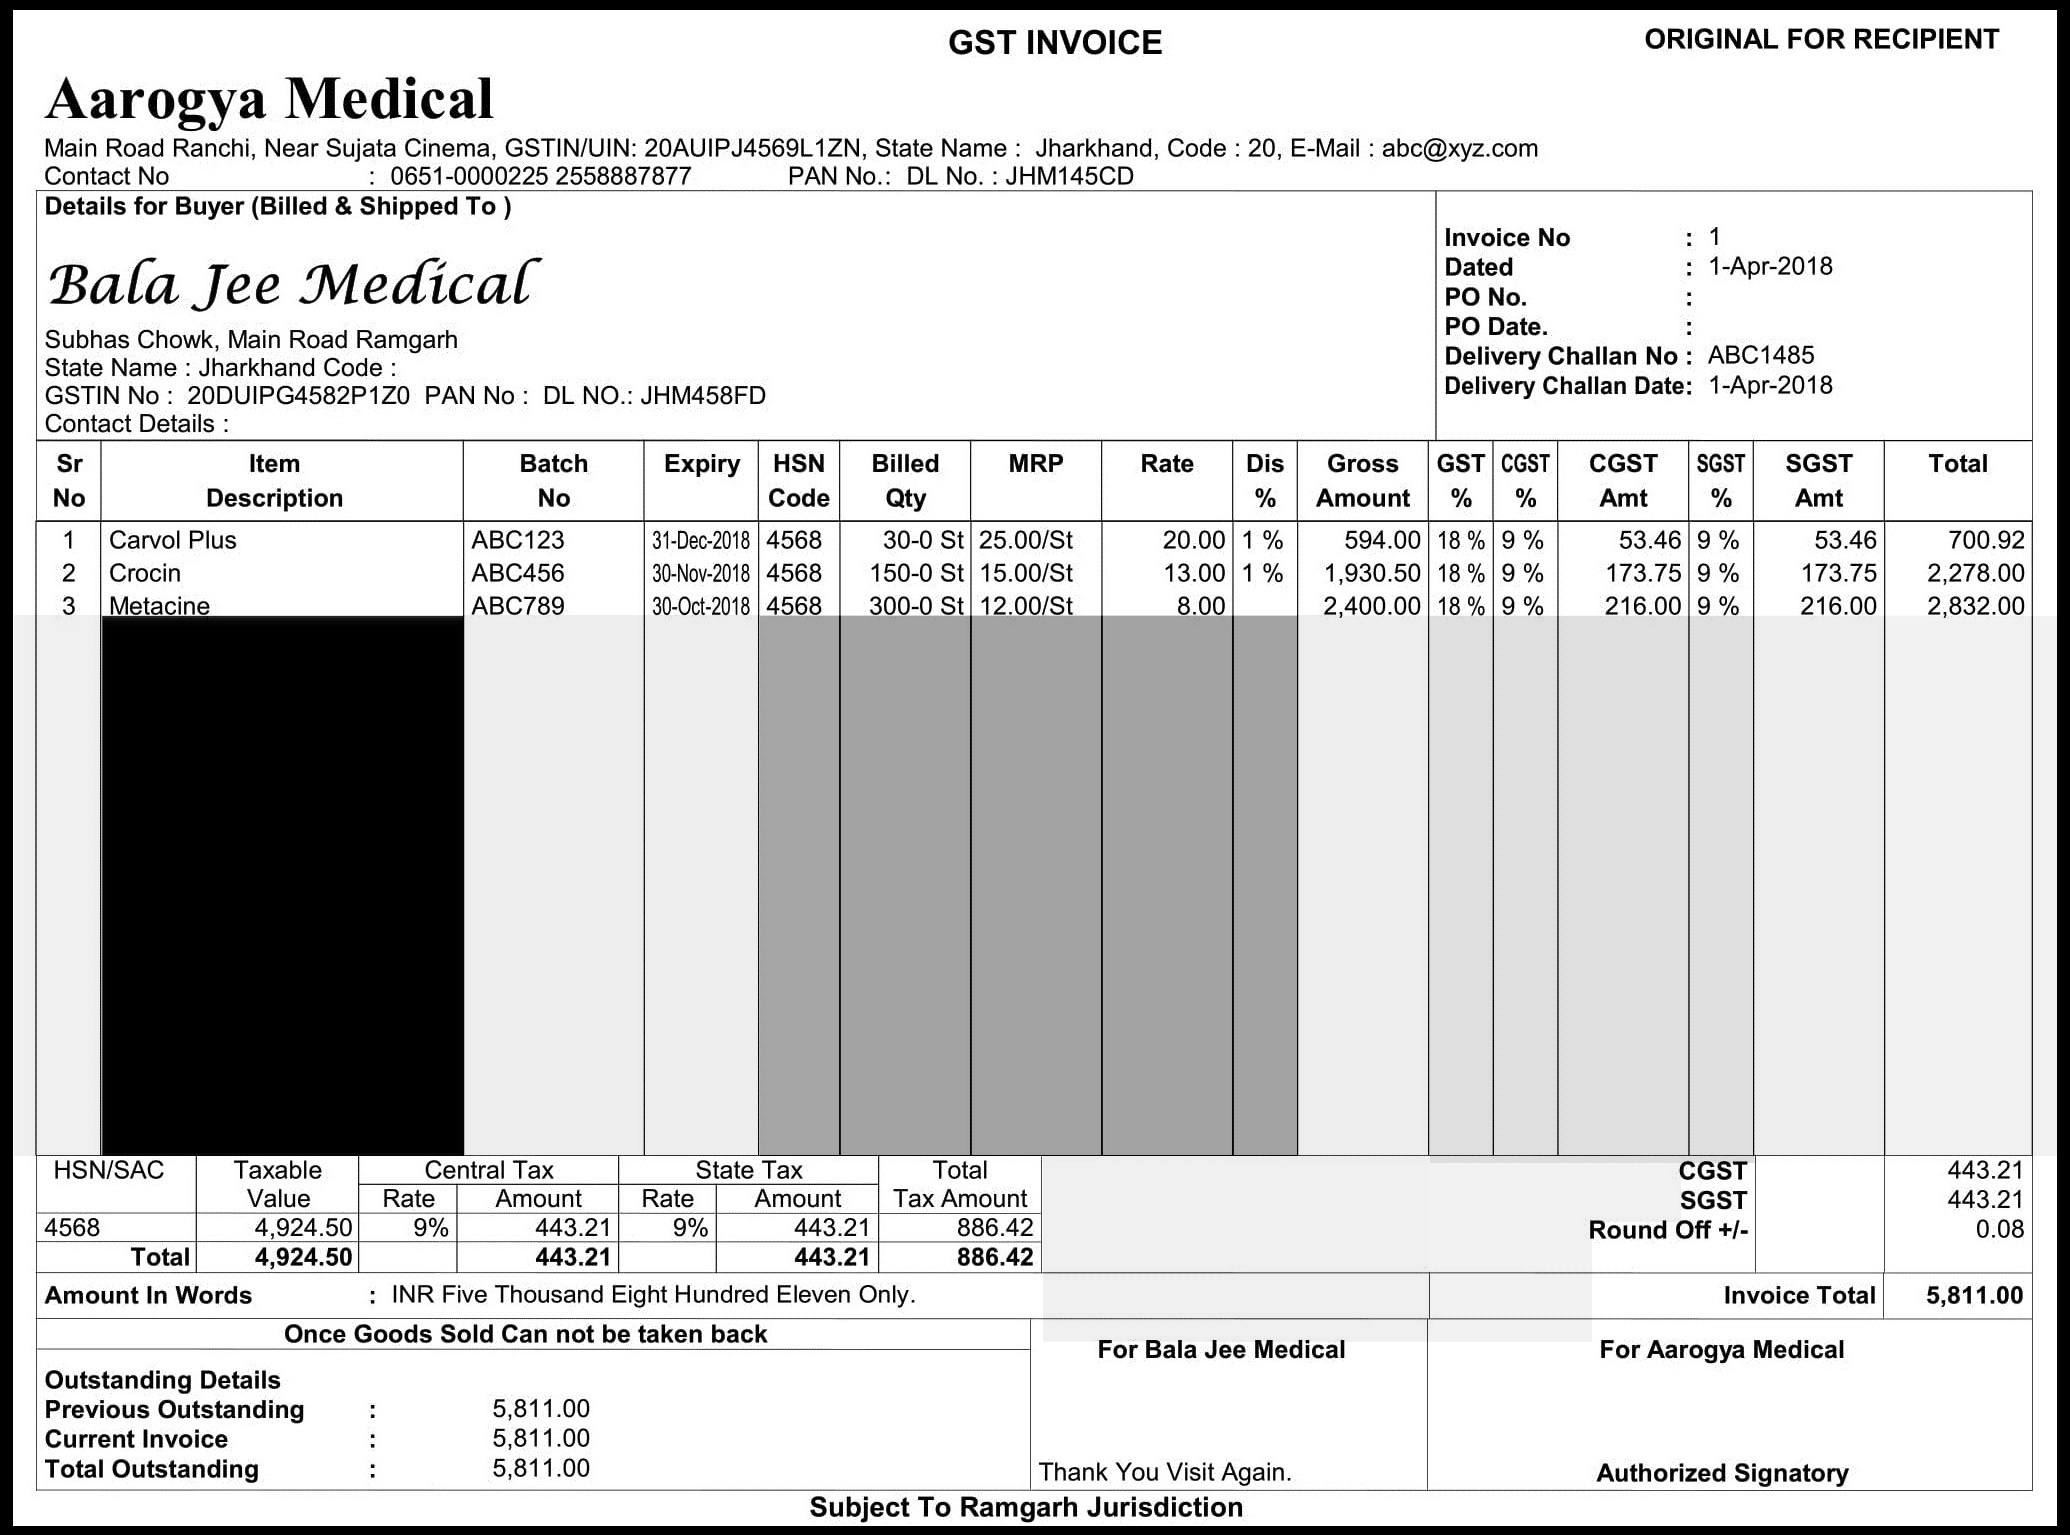 GST INVOICE
ORIGINAL FOR RECIPIENT
Aarogya Medical
Main Road Ranchi, Near Sujata Cinema, GSTIN/UIN: 20AUIPJ4569L1ZN, State Name : Jharkhand, Code : 20, E-Mail : abc@xyz.com
Contact No : 0651-0000225 2558887877 PAN No.: DL No. : JHM145CD
Details for Buyer (Billed & Shipped To )
Bala Jee Medical
Subhas Chowk, Main Road Ramgarh
State Name : Jharkhand Code :
GSTIN No : 20DUIPG4582P1Z0 PAN No : DL NO.: JHM458FD
Contact Details :
Invoice No : 1
Dated : 1-Apr-2018
PO No. :
PO Date. :
Delivery Challan No : ABC1485
Delivery Challan Date: 1-Apr-2018
Sr Item Batch Expiry HSN Billed MRP Rate Dis Gross GST CGST CGST SGST SGST Total
No Description No Code Qty % Amount % % Amt % Amt
1 Carvol Plus ABC123 31-Dec-2018 4568 30-0 St 25.00/St 20.00 1 % 594.00 18 % 9 % 53.46 9 % 53.46 700.92
2 Crocin ABC456 30-Nov-2018 4568 150-0 St 15.00/St 13.00 1 % 1,930.50 18 % 9 % 173.75 9 % 173.75 2,278.00
3 Metacine ABC789 30-Oct-2018 4568 300-0 St 12.00/St 8.00 2,400.00 18 % 9 % 216.00 9 % 216.00 2,832.00
HSN/SAC Taxable Central Tax State Tax Total
Value Rate Amount Rate Amount Tax Amount
4568 4,924.50 9% 443.21 9% 443.21 886.42
Total 4,924.50 443.21 443.21 886.42
CGST 443.21
SGST 443.21
Round Off +/- 0.08
Amount In Words : INR Five Thousand Eight Hundred Eleven Only.
Invoice Total 5,811.00
Once Goods Sold Can not be taken back
Outstanding Details
Previous Outstanding : 5,811.00
Current Invoice : 5,811.00
Total Outstanding : 5,811.00
For Bala Jee Medical
Thank You Visit Again.
For Aarogya Medical
Authorized Signatory
Subject To Ramgarh Jurisdiction